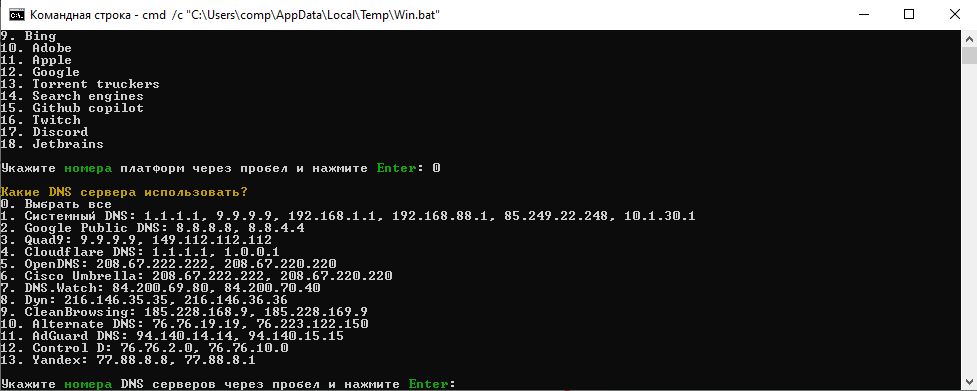 Командная строка - cmd /c "C:\Users\comp\AppData\Local\Temp\Win.bat"
9. Bing
10. Adobe
11. Apple
12. Google
13. Torrent truckers
14. Search engines
15. Github copilot
16. Twitch
17. Discord
18. Jetbrains
Укажите номера платформ через пробел и нажмите Enter: 0
Какие DNS сервера использовать?
0. Выбрать все
1. Системный DNS: 1.1.1.1, 9.9.9.9, 192.168.1.1, 192.168.88.1, 85.249.22.248, 10.1.30.1
2. Google Public DNS: 8.8.8.8, 8.8.4.4
3. Quad9: 9.9.9.9, 149.112.112.112
4. Cloudflare DNS: 1.1.1.1, 1.0.0.1
5. OpenDNS: 208.67.222.222, 208.67.220.220
6. Cisco Umbrella: 208.67.222.222, 208.67.220.220
7. DNS.Watch: 84.200.69.80, 84.200.70.40
8. Dyn: 216.146.35.35, 216.146.36.36
9. CleanBrowsing: 185.228.168.9, 185.228.169.9
10. Alternate DNS: 76.76.19.19, 76.223.122.150
11. AdGuard DNS: 94.140.14.14, 94.140.15.15
12. Control D: 76.76.2.0, 76.76.10.0
13. Yandex: 77.88.8.8, 77.88.8.1
Укажите номера DNS серверов через пробел и нажмите Enter: